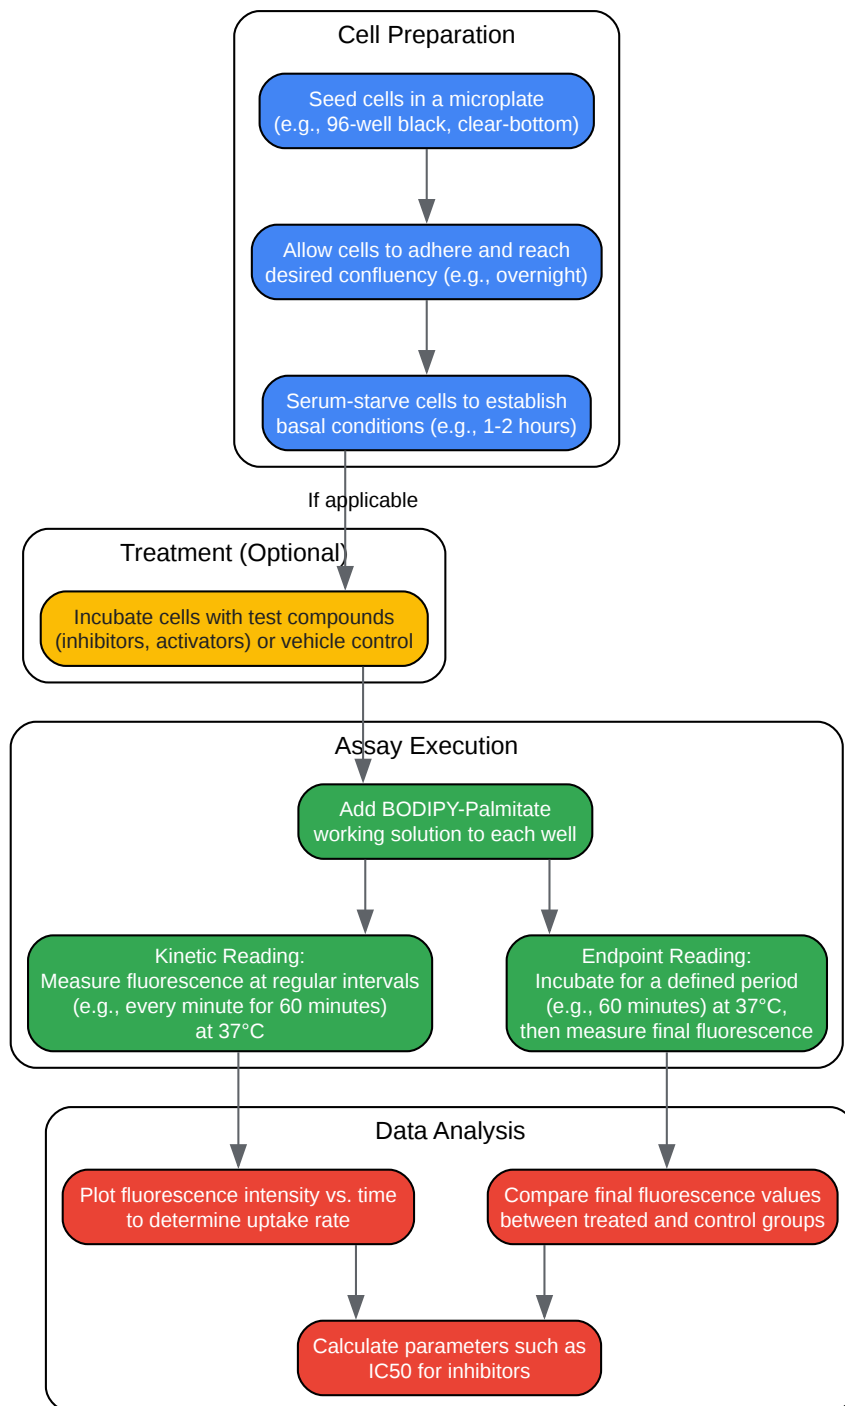 Cell Preparation
Seed cells in a microplate
(e.g., 96-well black, clear-bottom)
Allow cells to adhere and reach
desired confluency (e.g., overnight)
Serum-starve cells to establish
basal conditions (e.g., 1-2 hours)
If applicable
Treatment (Optional)
Incubate cells with test compounds
(inhibitors, activators) or vehicle control
Assay Execution
Add BODIPY-Palmitate
working solution to each well
Kinetic Reading:
Measure fluorescence at regular intervals
(e.g., every minute for 60 minutes)
at 37°C
Endpoint Reading:
Incubate for a defined period
(e.g., 60 minutes) at 37°C,
then measure final fluorescence
Data Analysis
Plot fluorescence intensity vs. time
to determine uptake rate
Compare final fluorescence values
between treated and control groups
Calculate parameters such as
IC50 for inhibitors